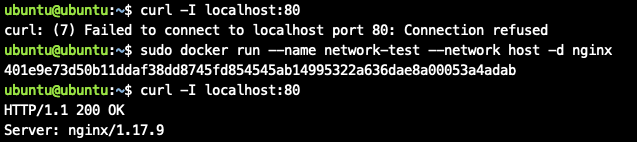 ubuntu@ubuntu:~$ curl -I localhost:80
curl: (7) Failed to connect to localhost port 80: Connection refused
ubuntu@ubuntu:~$ sudo docker run --name network-test --network host -d nginx
401e9e73d50b11ddaf38dd8745fd854545ab14995322a636dae8a00053a4adab
ubuntu@ubuntu:~$ curl -I localhost:80
HTTP/1.1 200 OK
Server: nginx/1.17.9